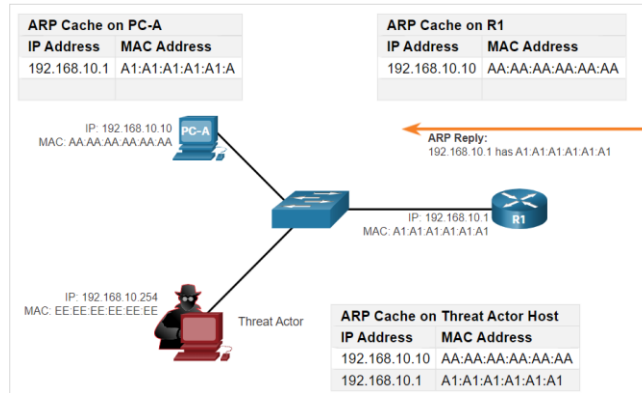 ARP Cache on PC-A
IP Address MAC Address
192.168.10.1 A1:A1:A1:A1:A1:A
ARP Cache on R1
IP Address MAC Address
192.168.10.10 AA:AA:AA:AA:AA:AA
IP: 192.168.10.10
MAC: AA:AA:AA:AA:AA:AA
PC-A
ARP Reply:
192.168.10.1 has A1:A1:A1:A1:A1:A1
IP: 192.168.10.1
MAC: A1:A1:A1:A1:A1:A1
R1
IP: 192.168.10.254
MAC: EE:EE:EE:EE:EE:EE
Threat Actor
ARP Cache on Threat Actor Host
IP Address MAC Address
192.168.10.10 AA:AA:AA:AA:AA:AA
192.168.10.1 A1:A1:A1:A1:A1:A1